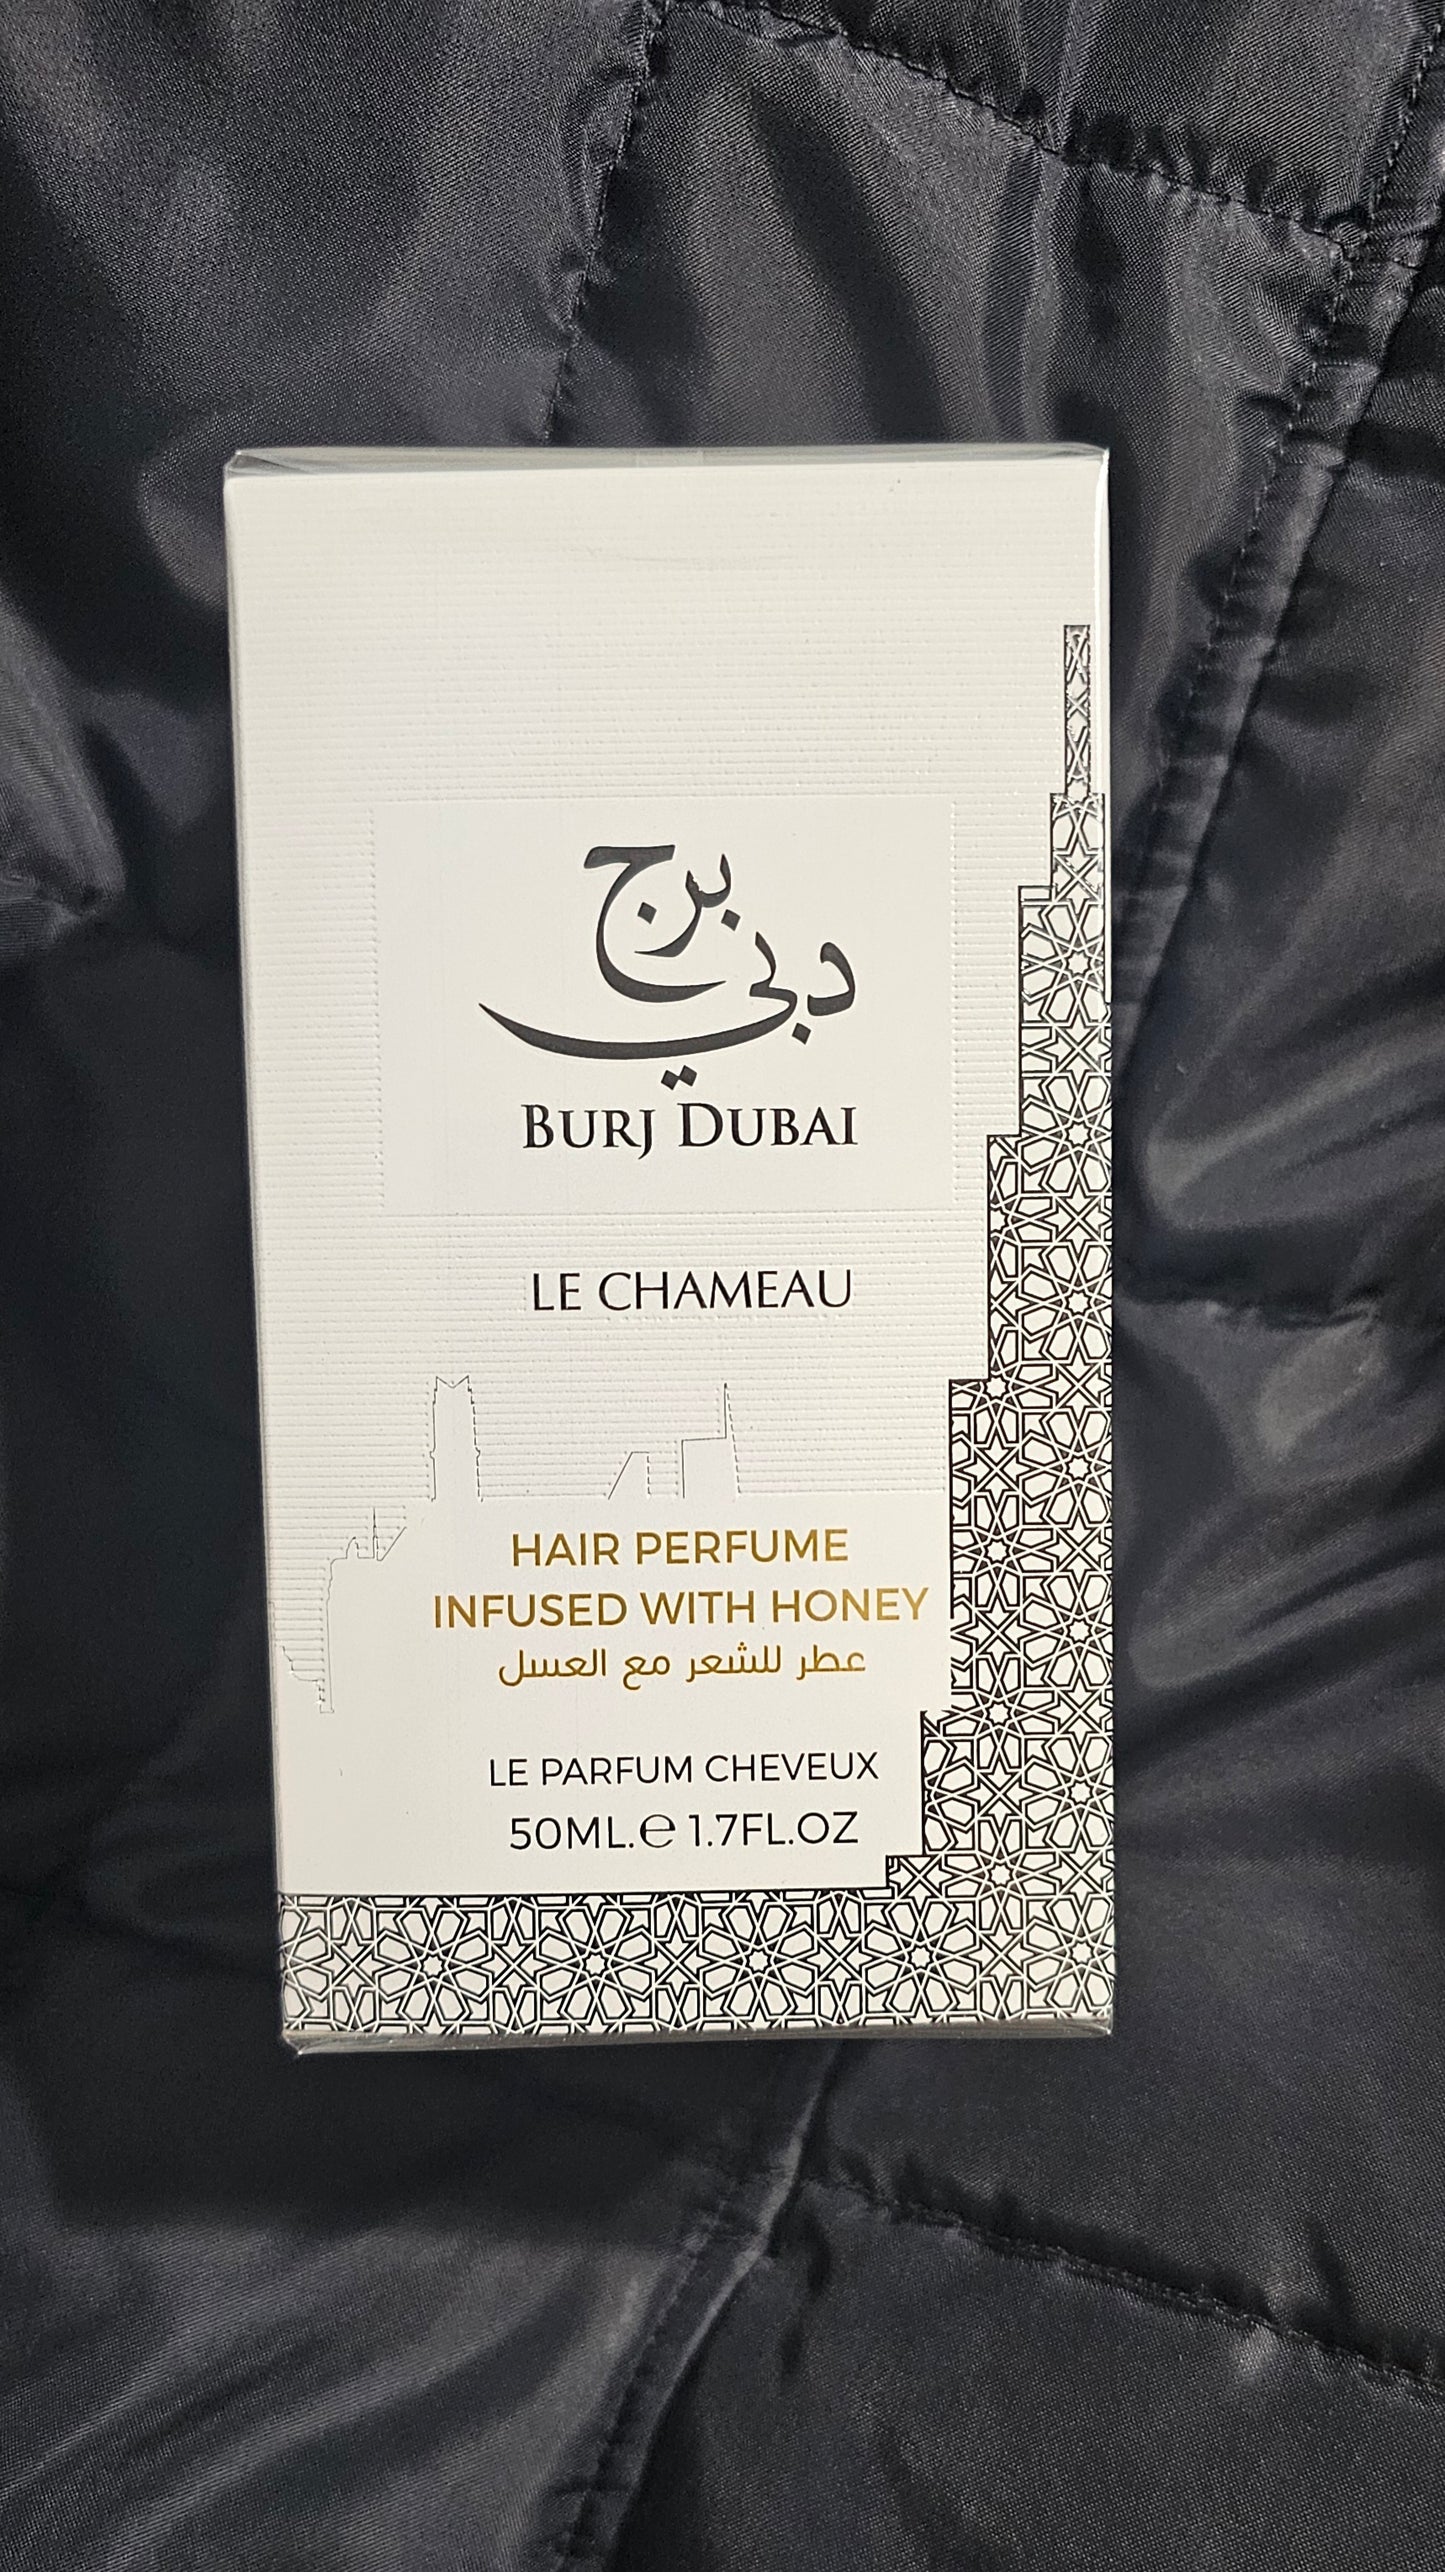 برج
دبي
BURJ DUBAI
LE CHAMEAU
HAIR PERFUME
INFUSED WITH HONEY
عطر للشعر مع العسل
LE PARFUM CHEVEUX
50ML.℮ 1.7FL.OZ